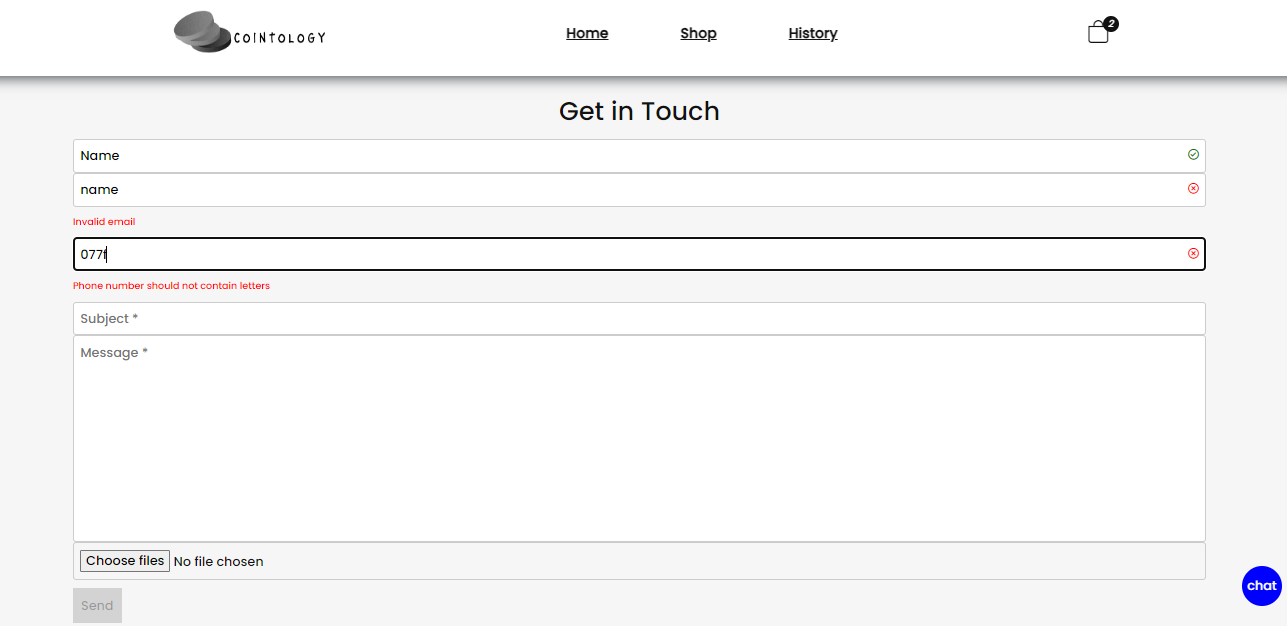 COINTOLOGY
Home Shop History
2
Get in Touch
Name
name
Invalid email
077f
Phone number should not contain letters
Subject *
Message *
Choose files No file chosen
chat
Send